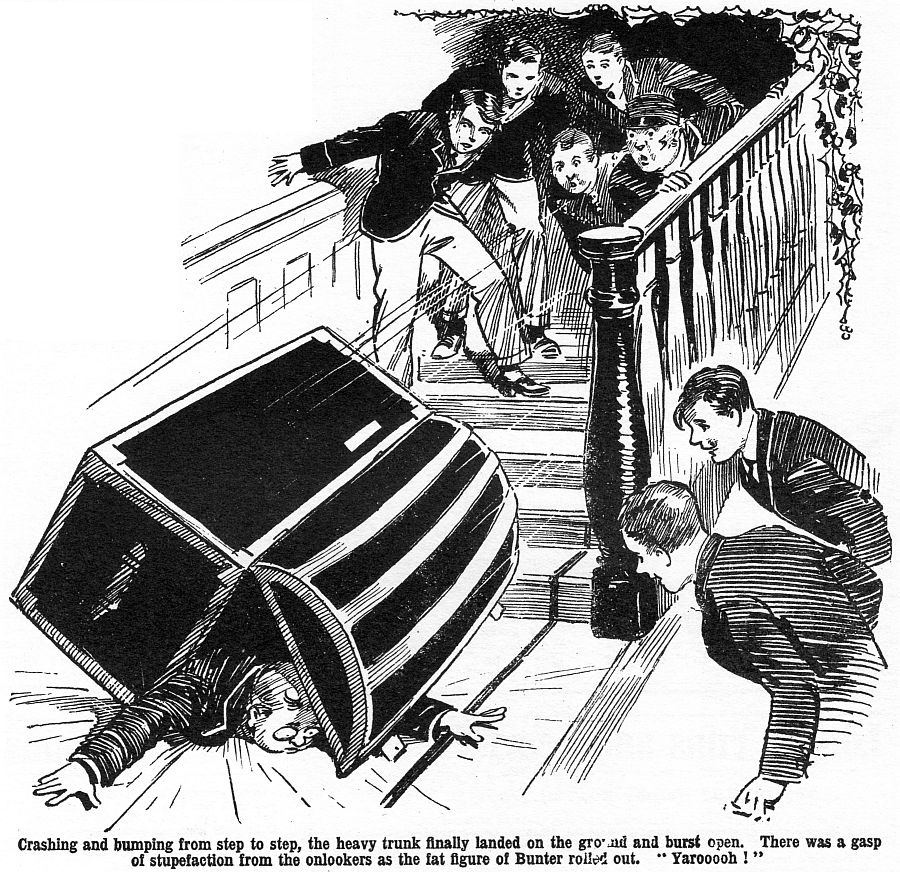 Crashing and bumping from step to step, the heavy trunk finally landed on the ground and burst open. There was a gasp
of stupefaction from the onlookers as the fat figure of Bunter rolled out. "Yarooooh!"